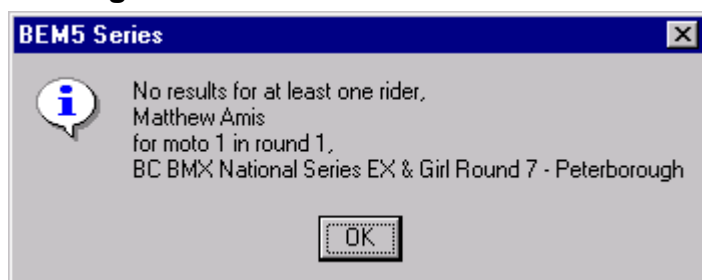 BEM5 Series
No results for at least one rider,
Matthew Amis
for moto 1 in round 1,
BC BMX National Series EX & Girl Round 7 - Peterborough
OK